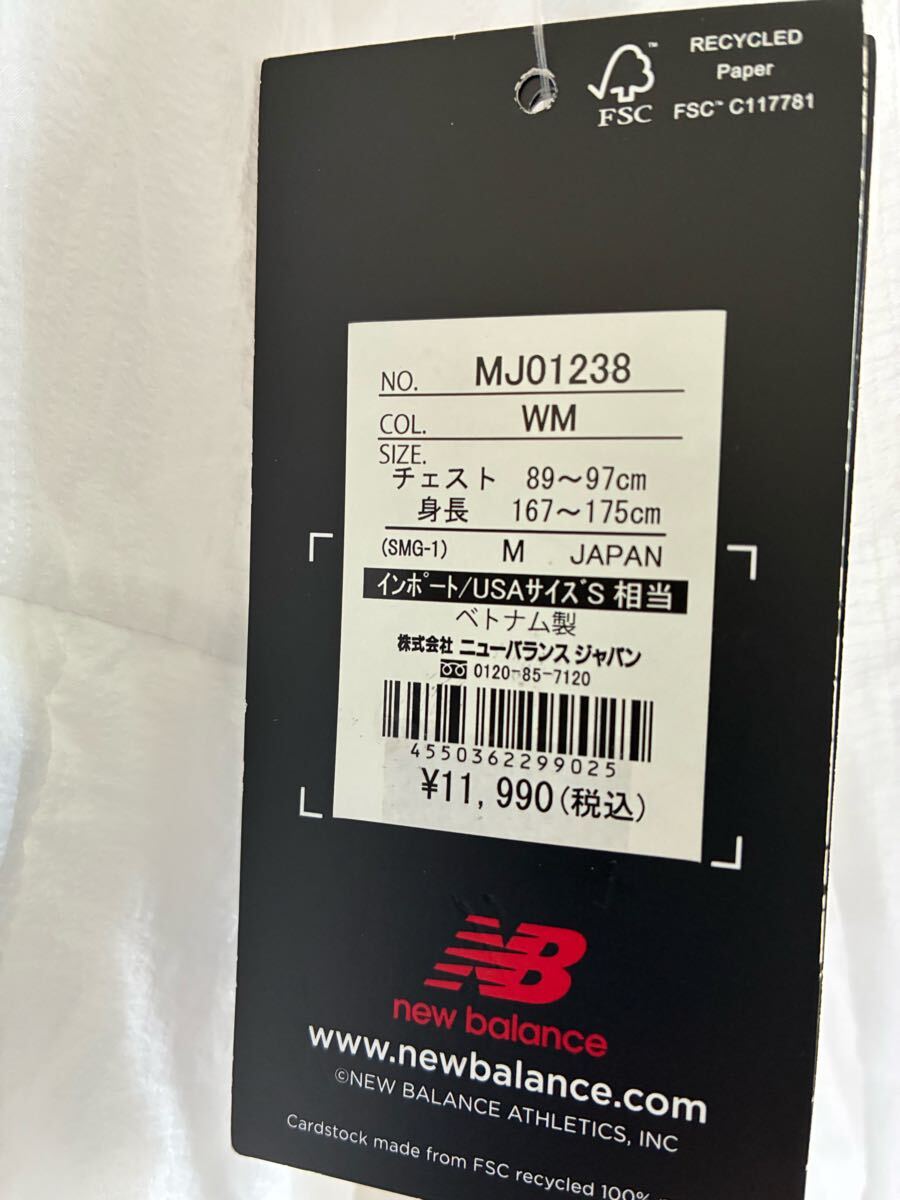 RECYCLED
Paper
FSC™ C117781
FSC™
NO. MJ01238
COL. WM
SIZE.
チェスト 89～97cm
身長 167～175cm
(SMG-1) M JAPAN
インポート/USAサイズS 相当
ベトナム製
株式会社 ニューバランス ジャパン
0120-85-7120
4550362299025
¥11,990(税込)
NB
new balance
www.newbalance.com
©NEW BALANCE ATHLETICS, INC
Cardstock made from FSC recycled 100%